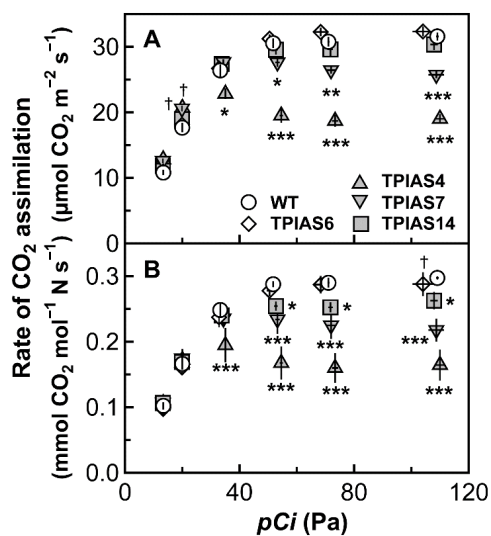 Rate of CO2 assimilation
(μmol CO2 m−2 s−1)
(mmol CO2 mol−1 N s−1)
A
30
20
10
0
†
†
*
*
***
**
***
***
***
WT
TPIAS6
TPIAS4
TPIAS7
TPIAS14
B
0.3
0.2
0.1
0.0
†
*
*
*
***
***
***
***
***
***
***
0
40
80
120
pCi (Pa)